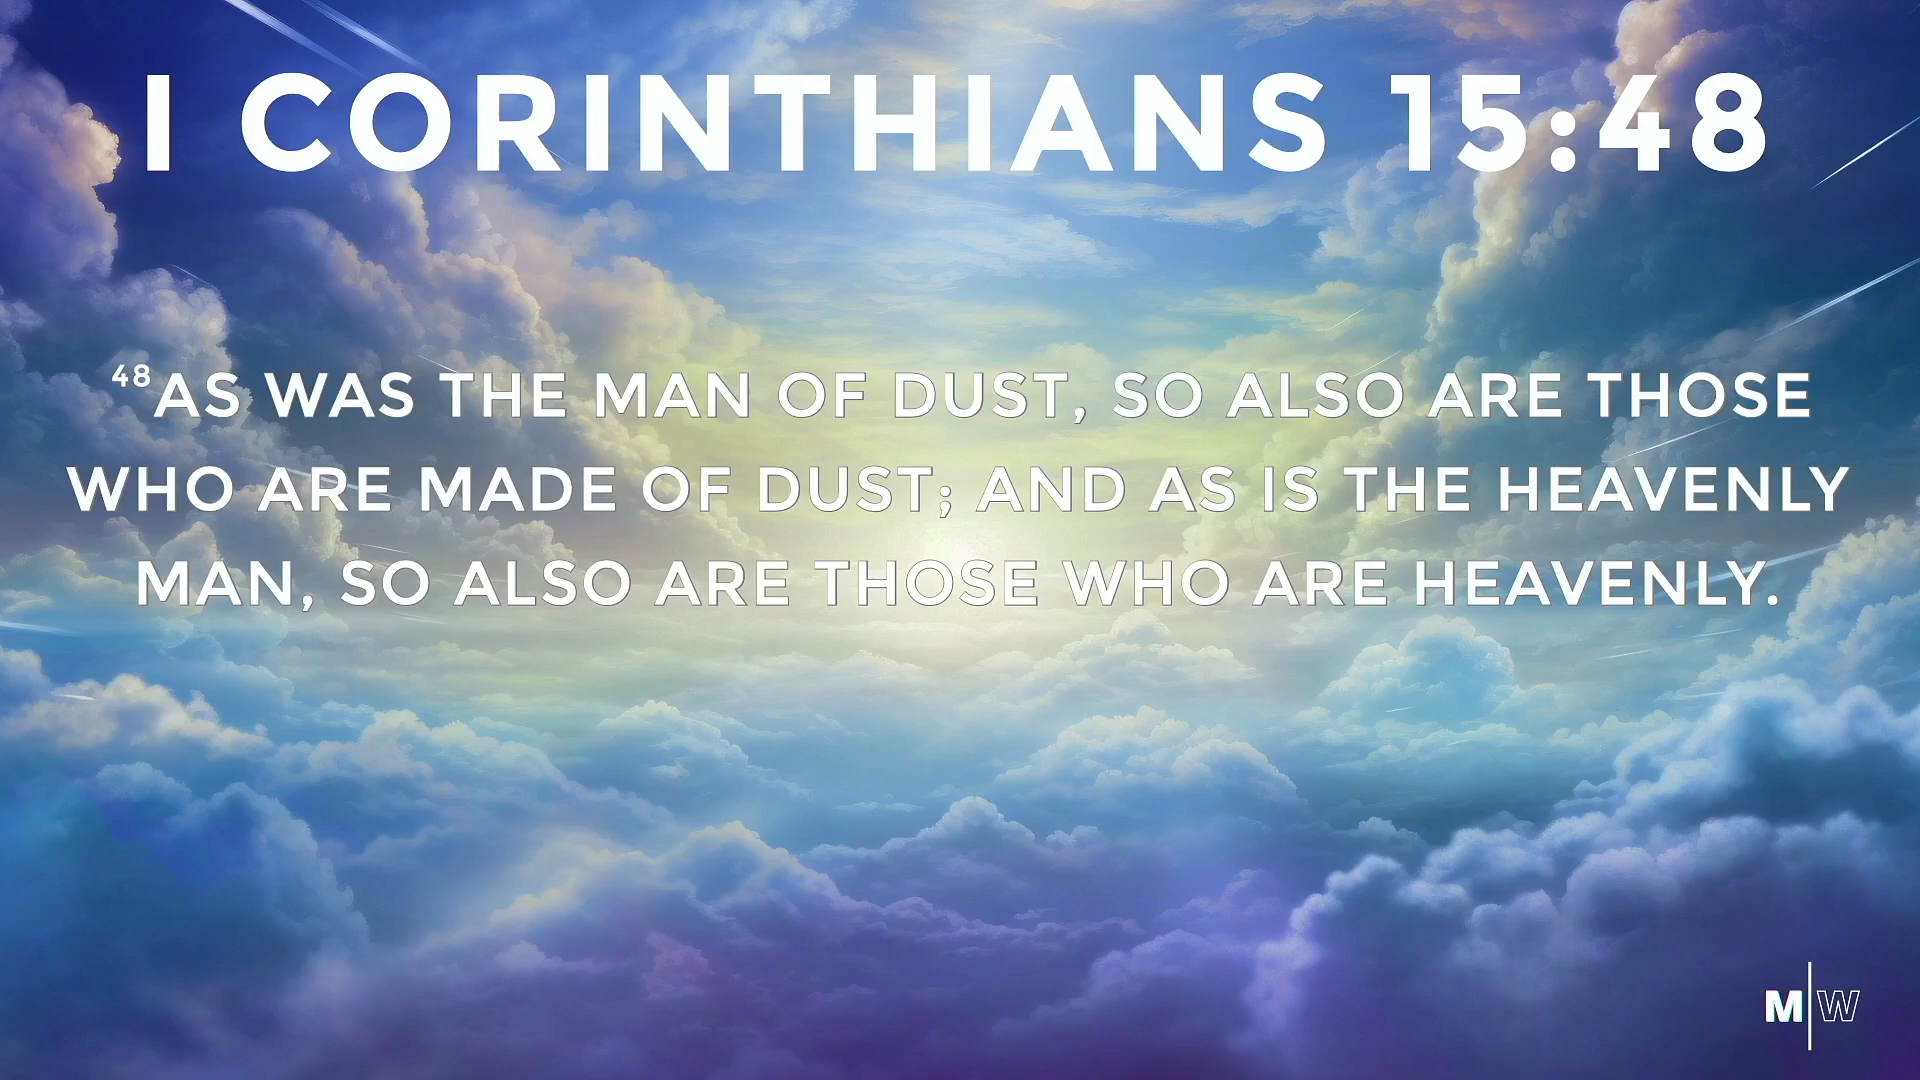 I CORINTHIANS 15:48
48AS WAS THE MAN OF DUST, SO ALSO ARE THOSE
WHO ARE MADE OF DUST; AND AS IS THE HEAVENLY
MAN, SO ALSO ARE THOSE WHO ARE HEAVENLY.
M|W